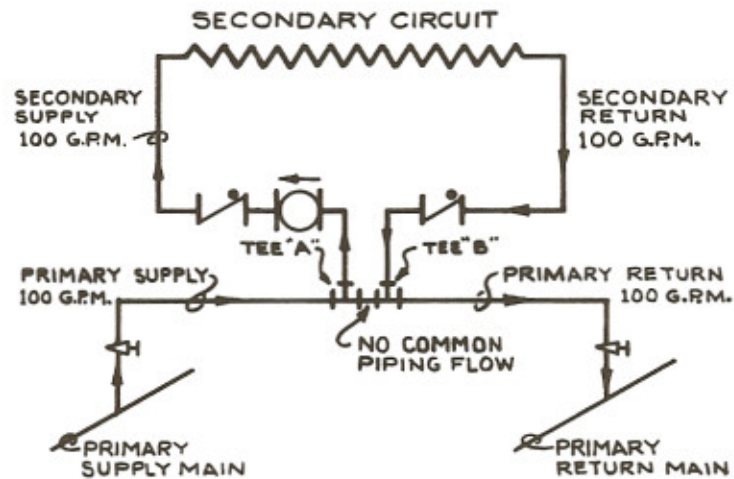 SECONDARY CIRCUIT
SECONDARY
SUPPLY
100 G.P.M.
SECONDARY
RETURN
100 G.P.M.
TEE "A"
TEE "B"
PRIMARY SUPPLY
100 G.P.M.
PRIMARY RETURN
100 G.P.M.
NO COMMON
PIPING FLOW
PRIMARY
SUPPLY MAIN
PRIMARY
RETURN MAIN